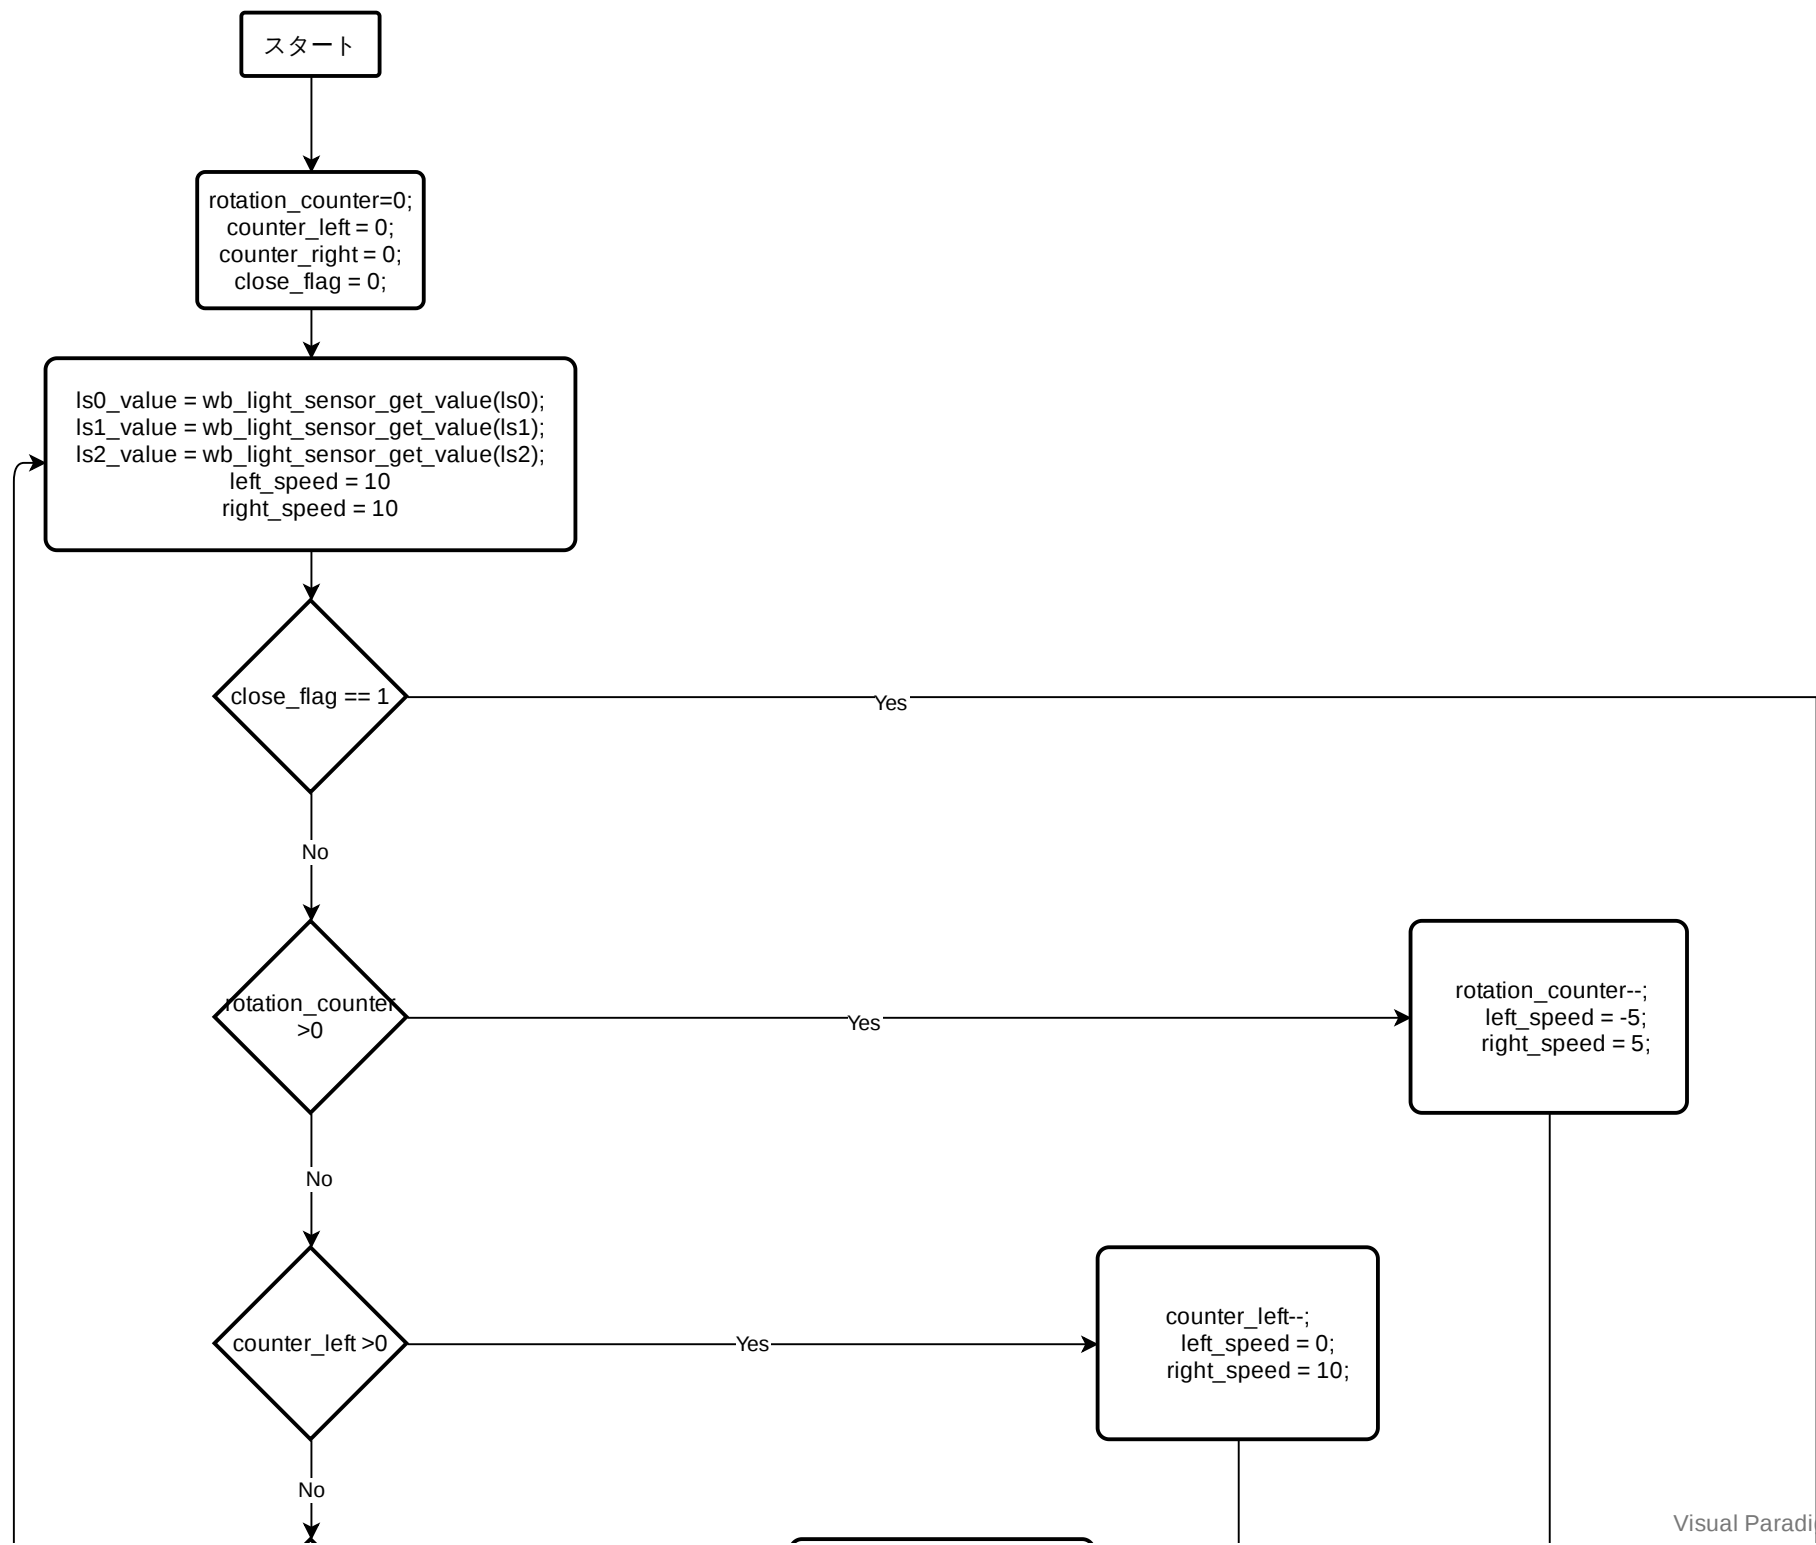 スタート
rotation_counter=0;
counter_left = 0;
counter_right = 0;
close_flag = 0;
ls0_value = wb_light_sensor_get_value(ls0);
ls1_value = wb_light_sensor_get_value(ls1);
ls2_value = wb_light_sensor_get_value(ls2);
left_speed = 10
right_speed = 10
close_flag == 1
Yes
No
rotation_counter
>0
Yes
rotation_counter--;
left_speed = -5;
right_speed = 5;
No
counter_left >0
Yes
counter_left--;
left_speed = 0;
right_speed = 10;
No
Visual